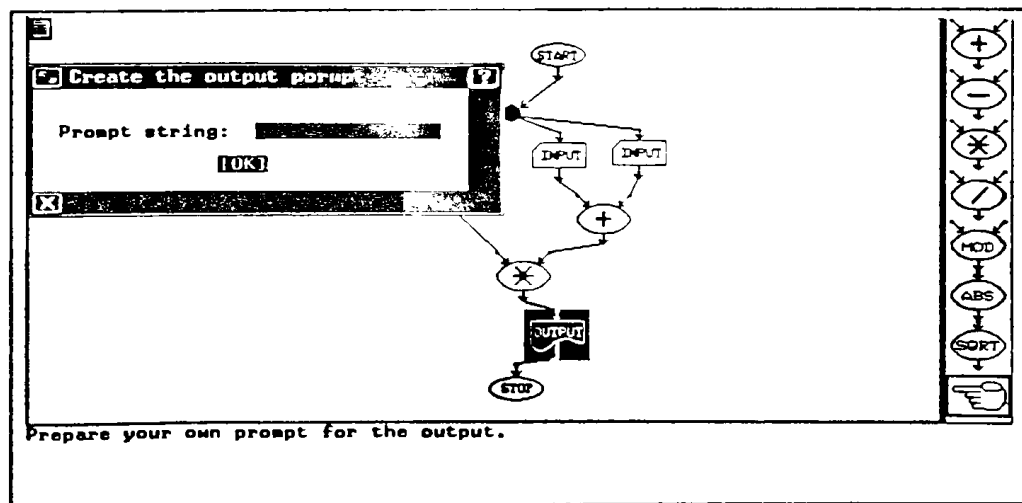 START
Create the output porupt
?
Prompt string:
[OK]
INPUT
INPUT
+
*
OUTPUT
STOP
+
-
*
/
MOD
ABS
SQRT
Prepare your own prompt for the output.